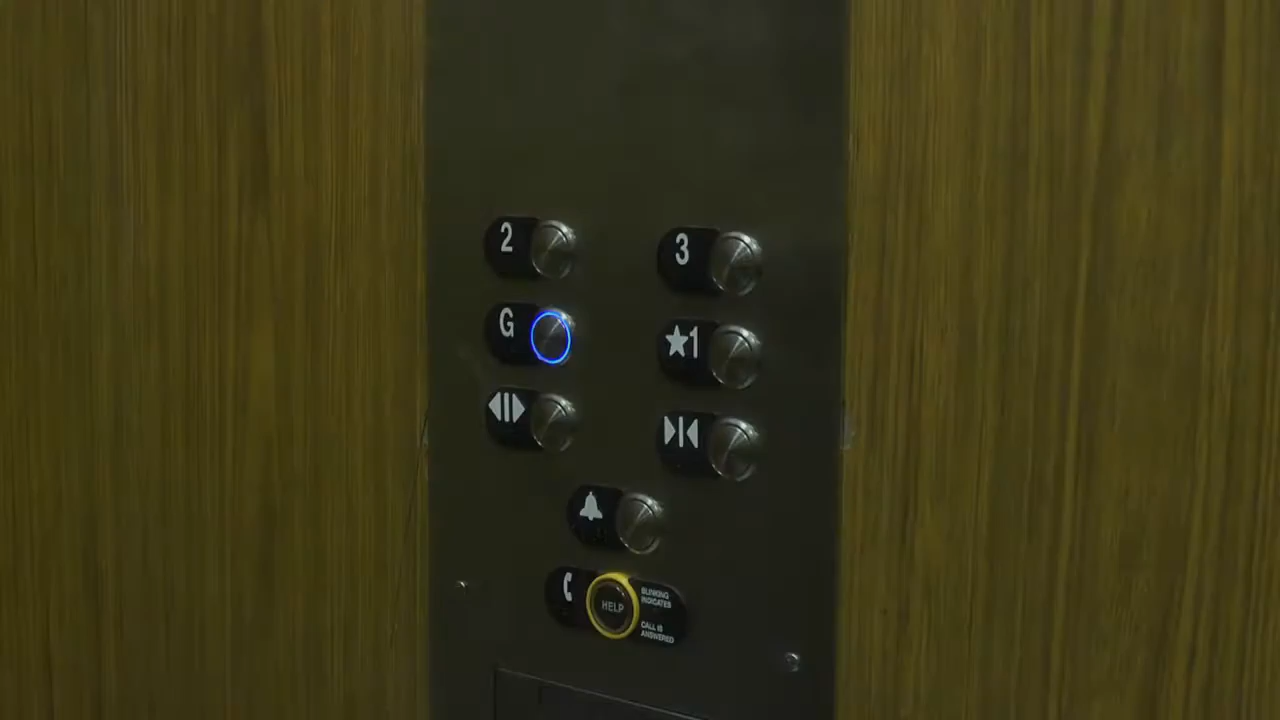 2
3
G
★1
HELP
BLINKING
INDICATES
CALL IS
ANSWERED